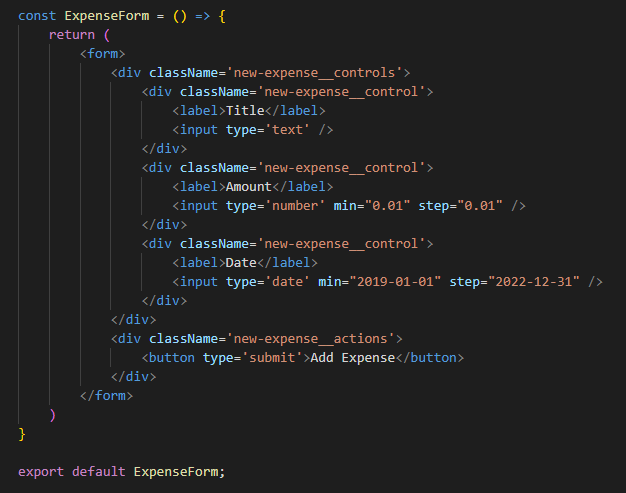 const ExpenseForm = () => {
    return (
        <form>
            <div className='new-expense__controls'>
                <div className='new-expense__control'>
                    <label>Title</label>
                    <input type='text' />
                </div>
                <div className='new-expense__control'>
                    <label>Amount</label>
                    <input type='number' min="0.01" step="0.01" />
                </div>
                <div className='new-expense__control'>
                    <label>Date</label>
                    <input type='date' min="2019-01-01" step="2022-12-31" />
                </div>
            </div>
            <div className='new-expense__actions'>
                <button type='submit'>Add Expense</button>
            </div>
        </form>
    )
}

export default ExpenseForm;